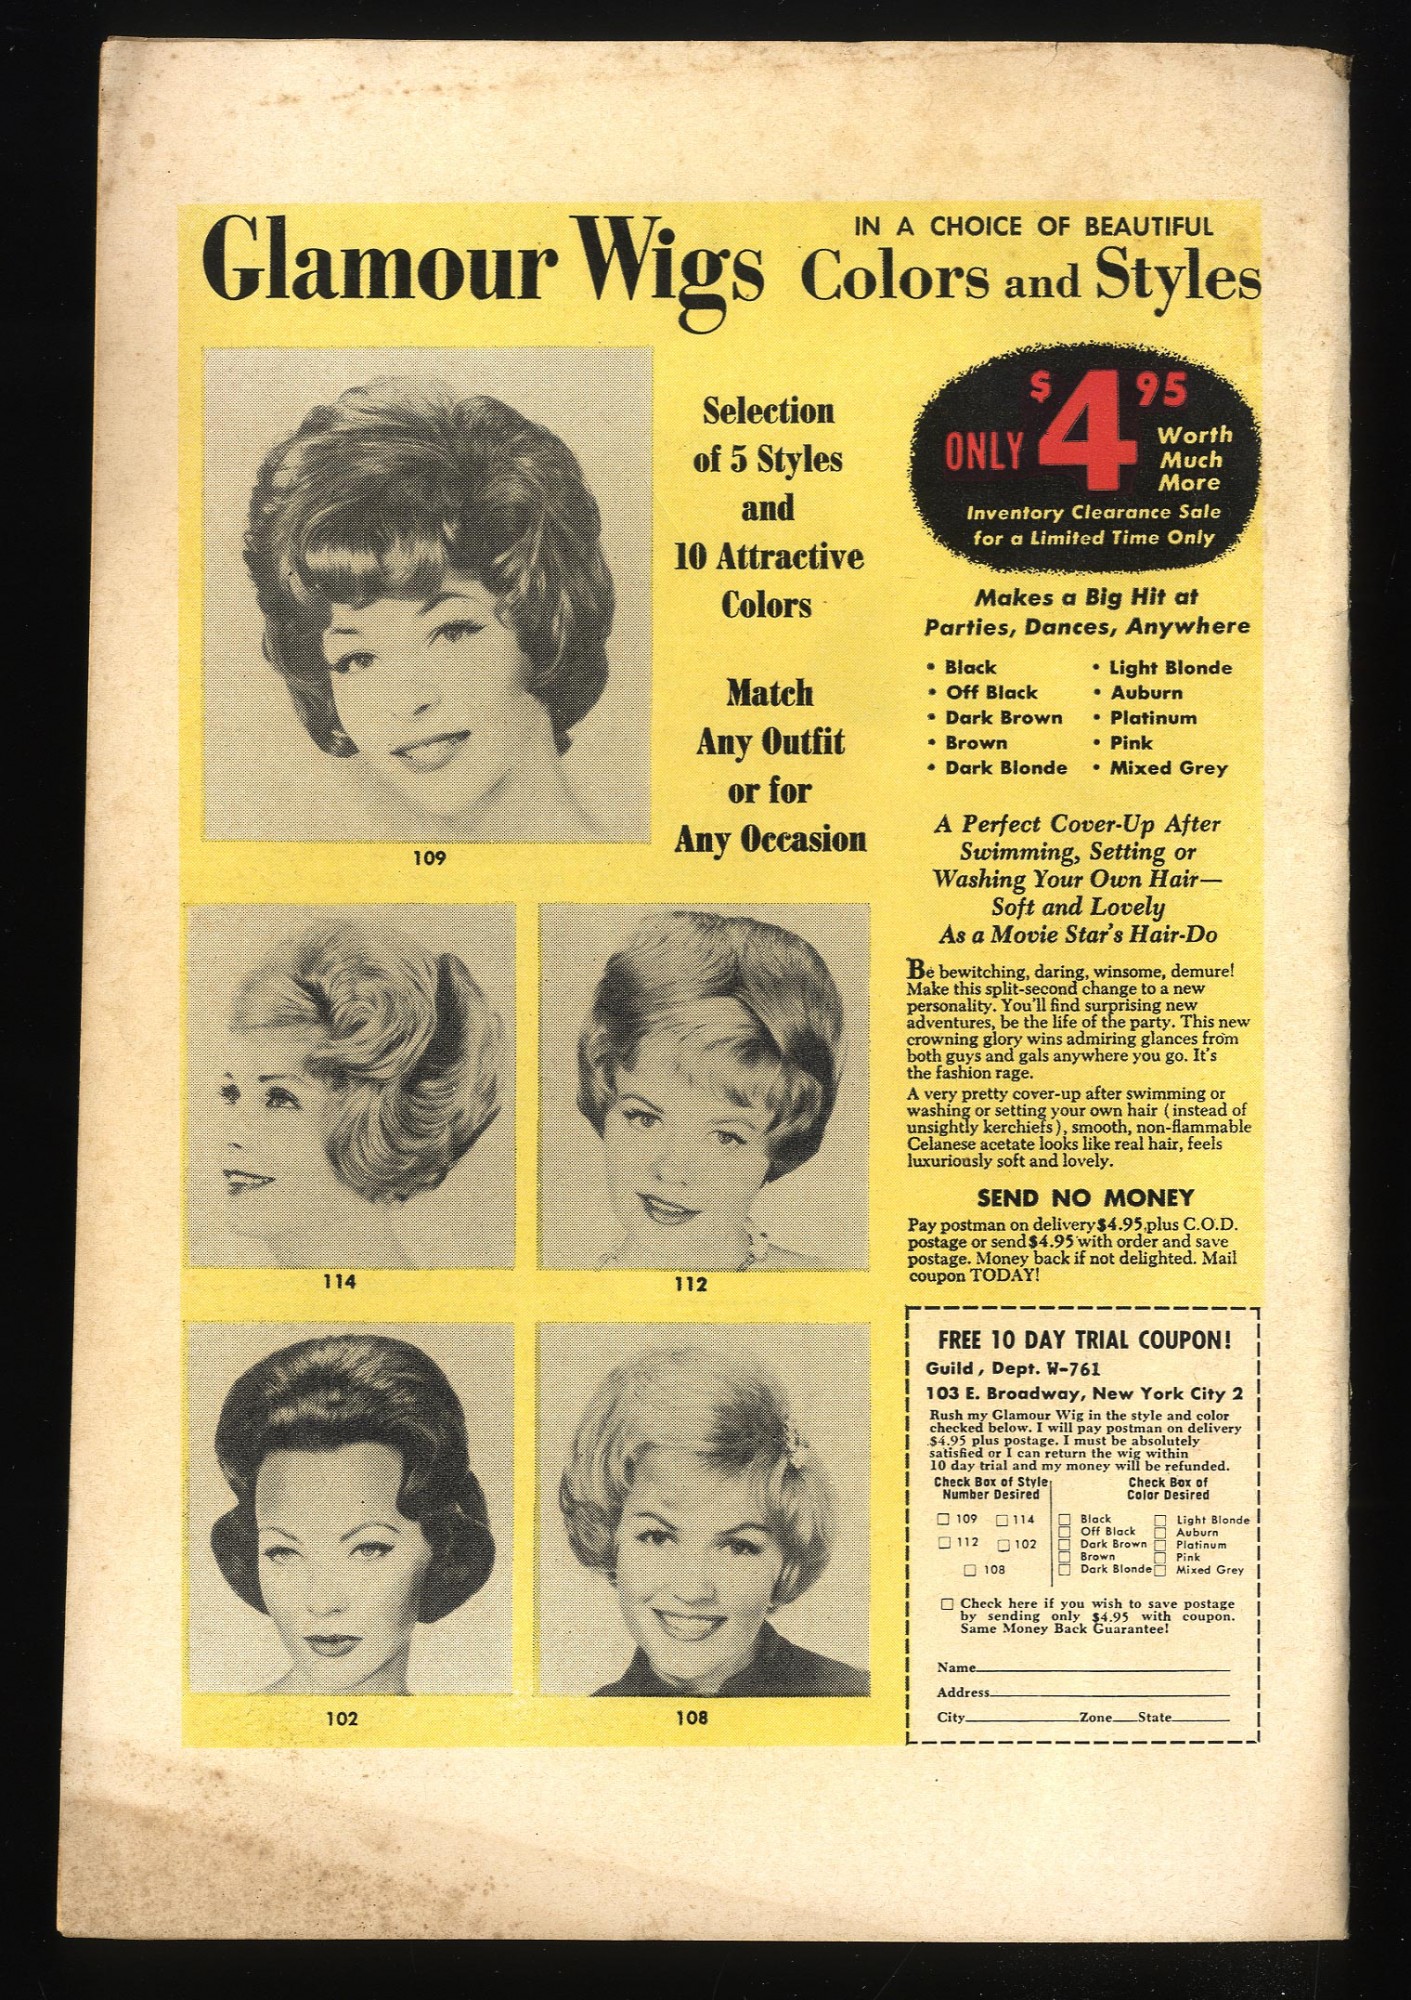 Glamour Wigs
IN A CHOICE OF BEAUTIFUL
Colors and Styles
109
Selection
of 5 Styles
and
10 Attractive
Colors
Match
Any Outfit
or for
Any Occasion
ONLY $4.95
Worth
Much
More
Inventory Clearance Sale
for a Limited Time Only
Makes a Big Hit at
Parties, Dances, Anywhere
• Black
• Off Black
• Dark Brown
• Brown
• Dark Blonde
• Light Blonde
• Auburn
• Platinum
• Pink
• Mixed Grey
A Perfect Cover-Up After
Swimming, Setting or
Washing Your Own Hair—
Soft and Lovely
As a Movie Star's Hair-Do
Be bewitching, daring, winsome, demure!
Make this split-second change to a new
personality. You'll find surprising new
adventures, be the life of the party. This new
crowning glory wins admiring glances from
both guys and gals anywhere you go. It's
the fashion rage.
A very pretty cover-up after swimming or
washing or setting your own hair (instead of
unsightly kerchiefs), smooth, non-flammable
Celanese acetate looks like real hair, feels
luxuriously soft and lovely.
SEND NO MONEY
Pay postman on delivery $4.95 plus C.O.D.
postage or send $4.95 with order and save
postage. Money back if not delighted. Mail
coupon TODAY!
114
112
102
108
FREE 10 DAY TRIAL COUPON!
Guild, Dept. W-761
103 E. Broadway, New York City 2
Rush my Glamour Wig in the style and color
checked below. I will pay postman on delivery
$4.95 plus postage. I must be absolutely
satisfied or I can return the wig within
10 day trial and my money will be refunded.
Check Box of Style
Number Desired
☐ 109 ☐ 114
☐ 112 ☐ 102
☐ 108
Check Box of
Color Desired
☐ Black ☐ Light Blonde
☐ Off Black ☐ Auburn
☐ Dark Brown ☐ Platinum
☐ Brown ☐ Pink
☐ Dark Blonde ☐ Mixed Grey
☐ Check here if you wish to save postage
by sending only $4.95 with coupon.
Same Money Back Guarantee!
Name
Address
City Zone State